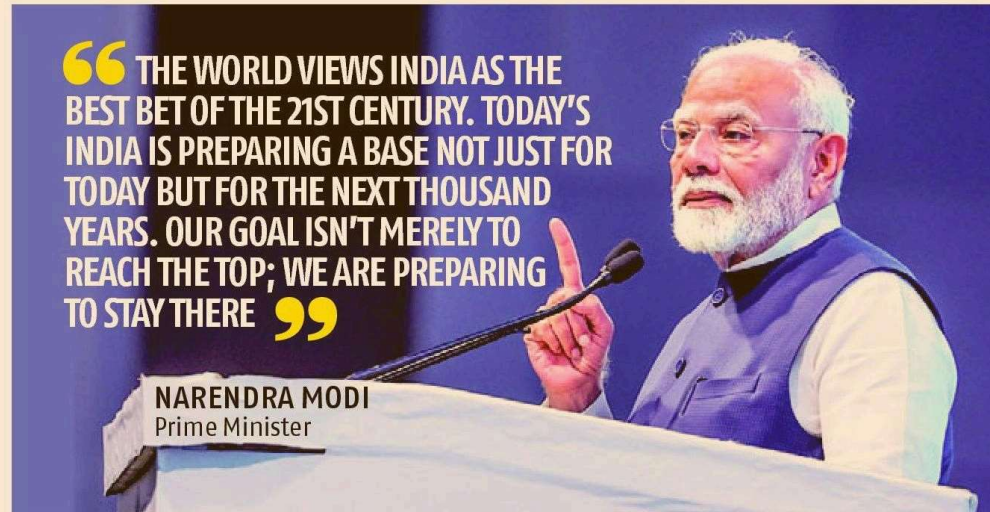 “ THE WORLD VIEWS INDIA AS THE
BEST BET OF THE 21ST CENTURY. TODAY’S
INDIA IS PREPARING A BASE NOT JUST FOR
TODAY BUT FOR THE NEXT THOUSAND
YEARS. OUR GOAL ISN’T MERELY TO
REACH THE TOP; WE ARE PREPARING
TO STAY THERE ”
NARENDRA MODI
Prime Minister